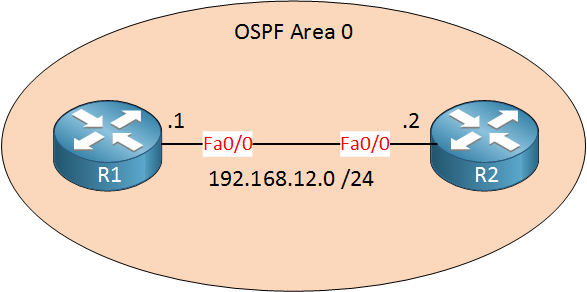 OSPF Area 0
.1
.2
Fa0/0
Fa0/0
R1
192.168.12.0 /24
R2